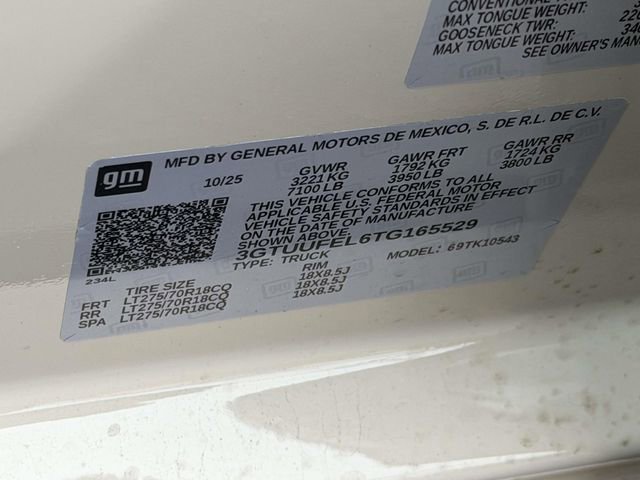 CONVENTIONAL TW
MAX TONGUE WEIGHT:
GOOSENECK TWR:
MAX TONGUE WEIGHT:
SEE OWNER'S MANU
gm
MFD BY GENERAL MOTORS DE MEXICO, S. DE R.L. DE C.V.
10/25 GVWR GAWR FRT GAWR RR
3221 KG 1792 KG 1724 KG
7100 LB 3950 LB 3800 LB
THIS VEHICLE CONFORMS TO ALL
APPLICABLE U.S. FEDERAL MOTOR
VEHICLE SAFETY STANDARDS IN EFFECT
ON THE DATE OF MANUFACTURE
SHOWN ABOVE.
3GTUUFEL6TG165529
TYPE: TRUCK MODEL: 69TK10543
234L
TIRE SIZE RIM
FRT LT275/70R18CQ 18X8.5J
RR LT275/70R18CQ 18X8.5J
SPA LT275/70R18CQ 18X8.5J